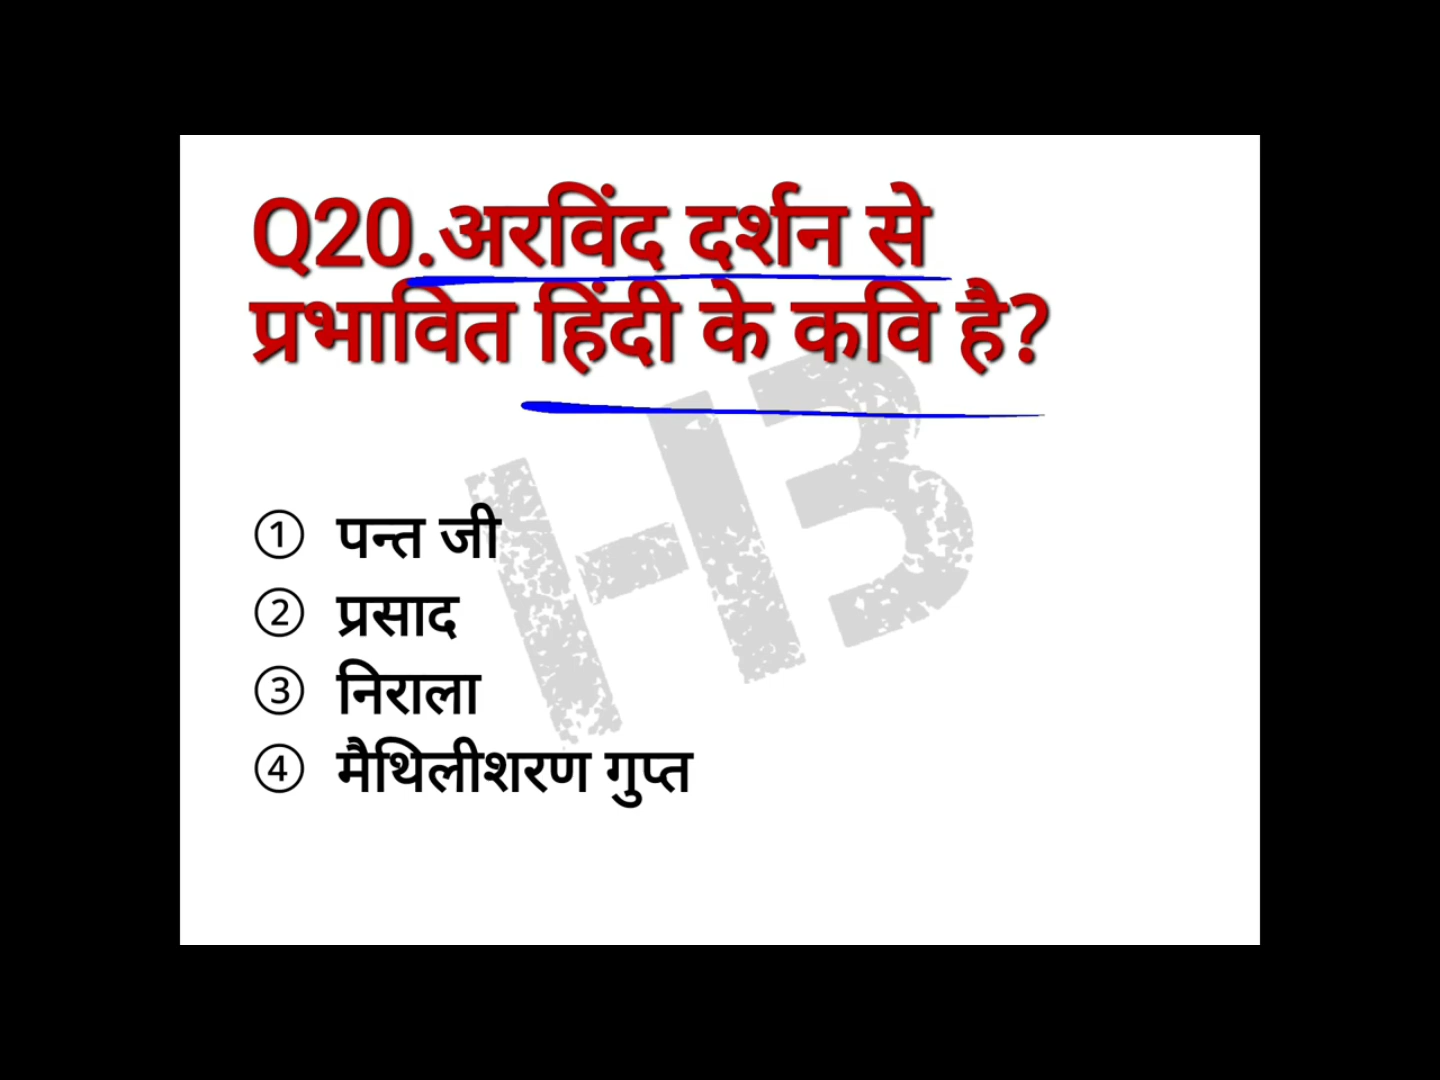 Q20.अरविंद दर्शन से
प्रभावित हिंदी के कवि है?
HB
① पन्त जी
② प्रसाद
③ निराला
④ मैथिलीशरण गुप्त